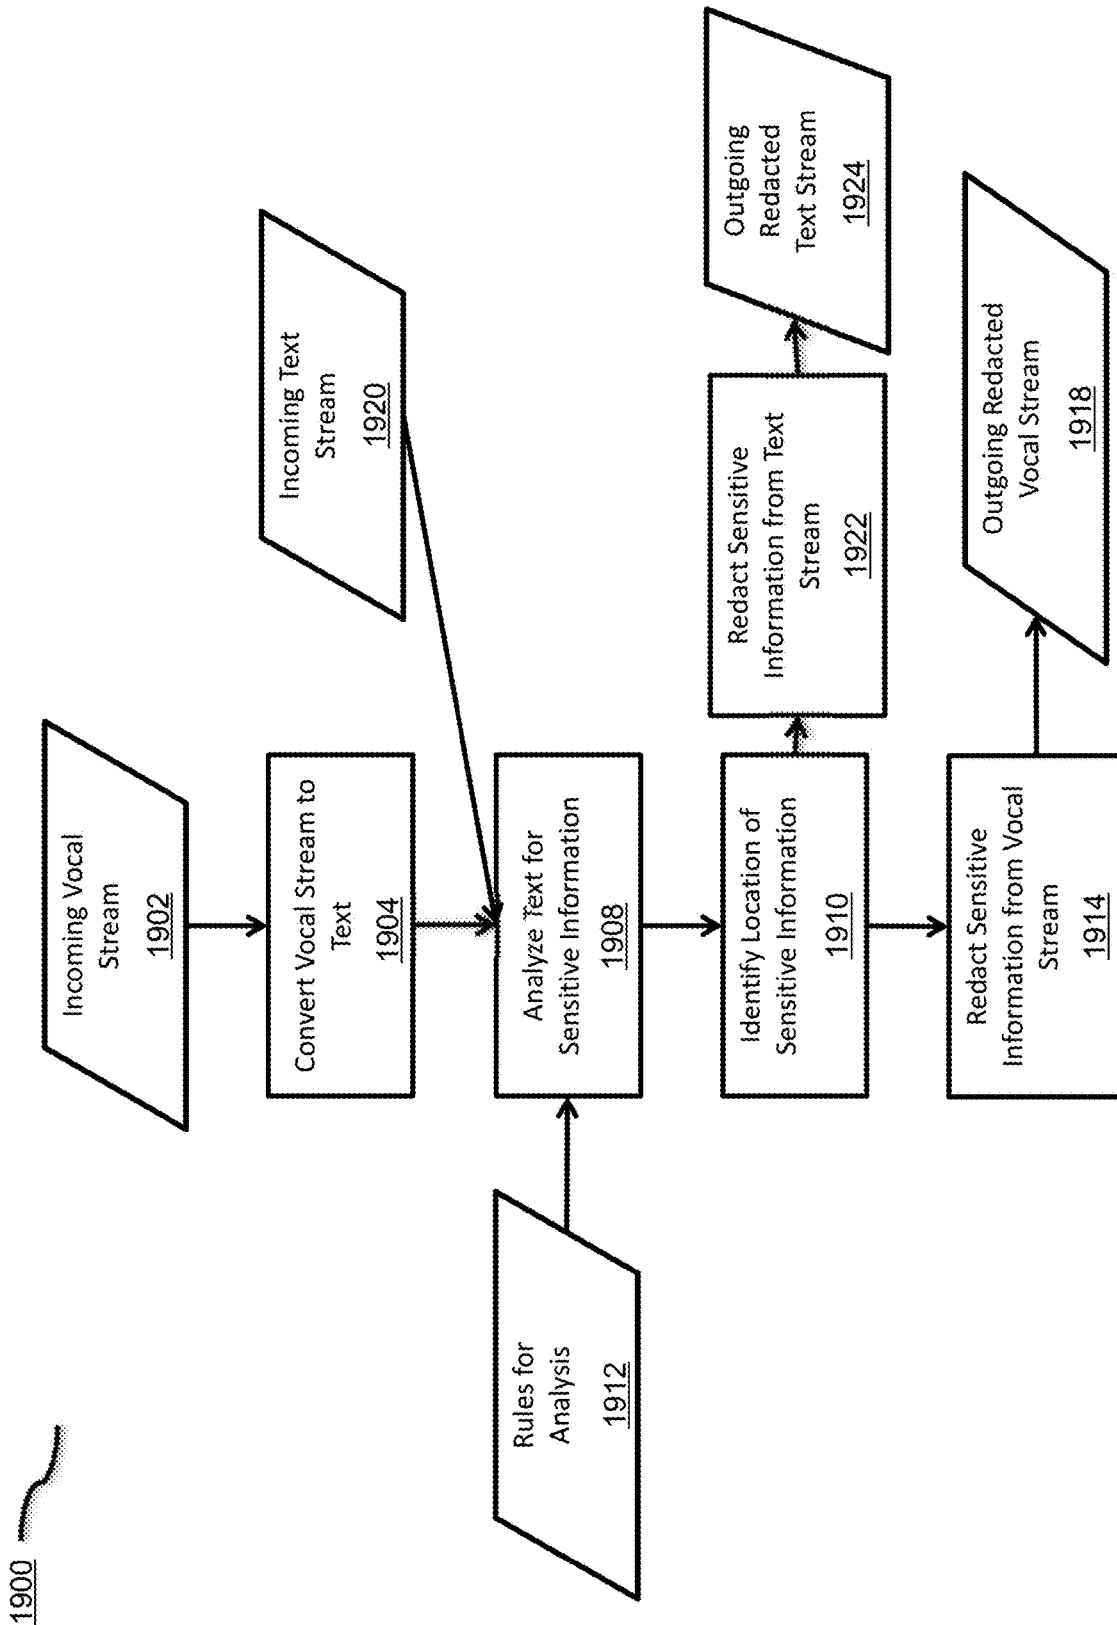 1900
Incoming Vocal
Stream
1902
Convert Vocal Stream to
Text
1904
Incoming Text
Stream
1920
Rules for
Analysis
1912
Analyze Text for
Sensitive Information
1908
Identify Location of
Sensitive Information
1910
Redact Sensitive
Information from Text
Stream
1922
Outgoing
Redacted
Text Stream
1924
Redact Sensitive
Information from Vocal
Stream
1914
Outgoing Redacted
Vocal Stream
1918